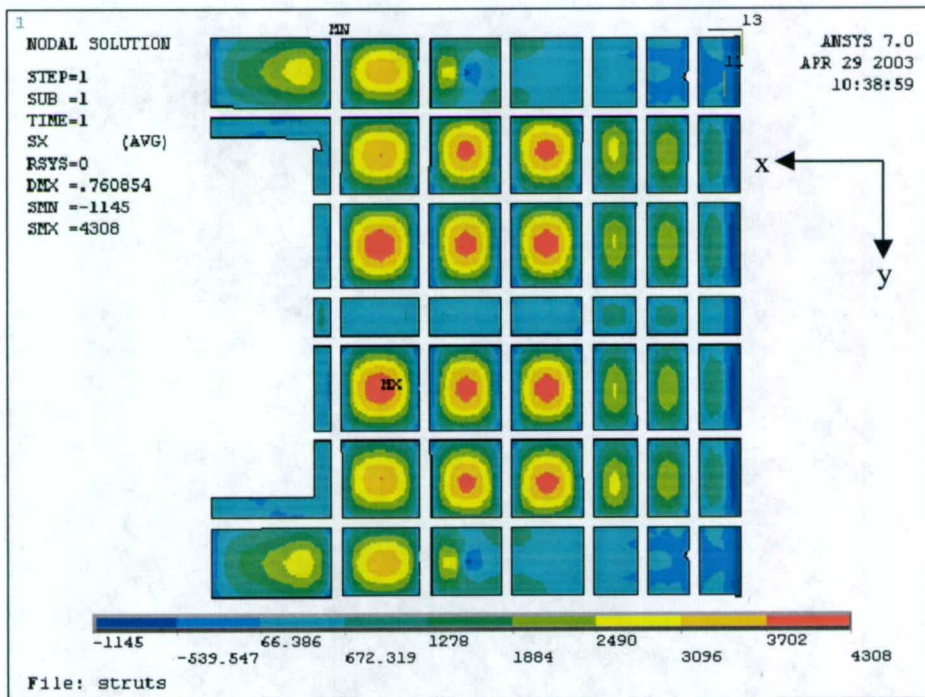 1
NODAL SOLUTION
STEP=1
SUB =1
TIME=1
SX (AVG)
RSYS=0
DMX =.760854
SMN =-1145
SMX =4308
MN
13
11
ANSYS 7.0
APR 29 2003
10:38:59
x
y
MX
-1145 66.386 1278 2490 3702
-539.547 672.319 1884 3096 4308
File: struts